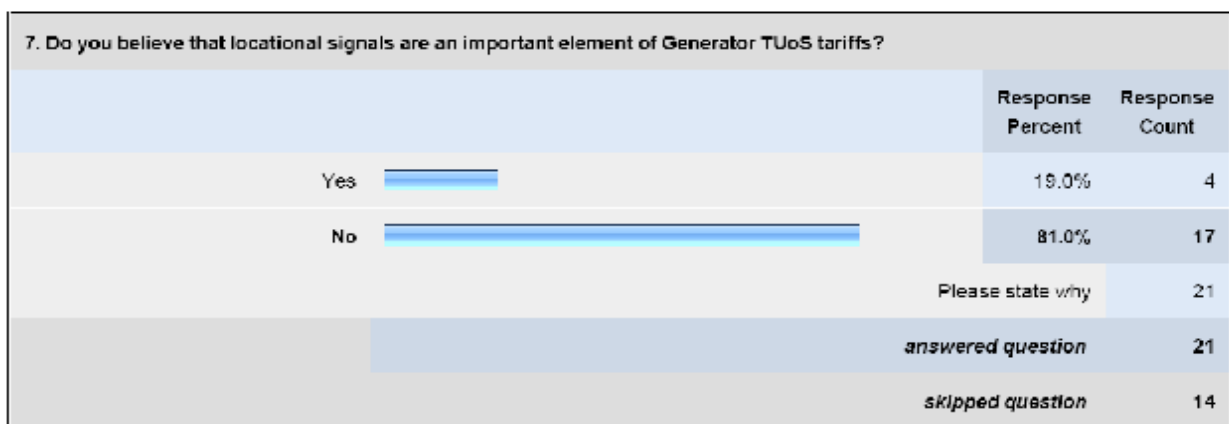 7. Do you believe that locational signals are an important element of Generator TUoS tariffs?
Response Percent Response Count
Yes 19.0% 4
No 81.0% 17
Please state why 21
answered question 21
skipped question 14